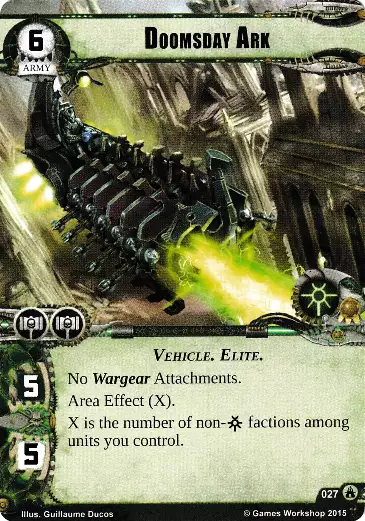 6
ARMY
DOOMSDAY ARK
VEHICLE. ELITE.
5
No Wargear Attachments.
Area Effect (X).
X is the number of non- factions among
units you control.
5
027
Illus. Guillaume Ducos
© Games Workshop 2015